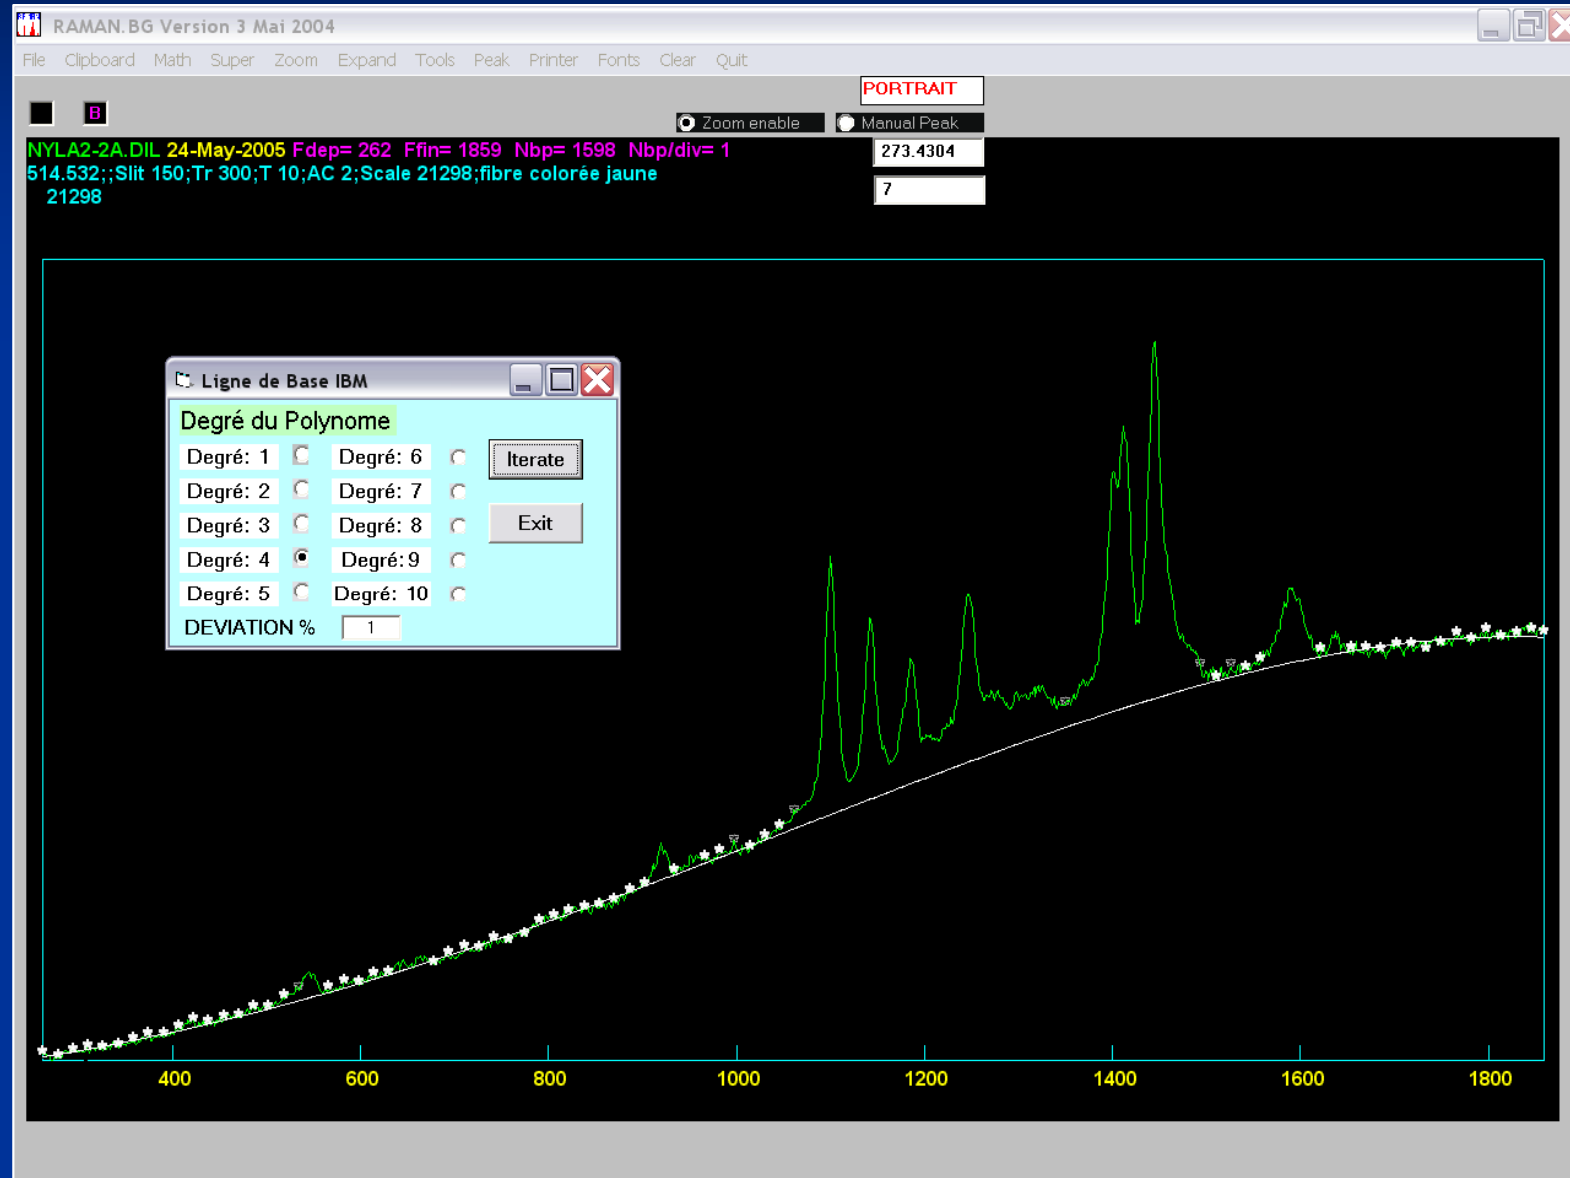 RAMAN.BG Version 3 Mai 2004
File Clipboard Math Super Zoom Expand Tools Peak Printer Fonts Clear Quit
PORTRAIT
B
Zoom enable Manual Peak
NYLA2-2A.DIL 24-May-2005 Fdep= 262 Ffin= 1859 Nbp= 1598 Nbp/div= 1
273.4304
514.532;;Slit 150;Tr 300;T 10;AC 2;Scale 21298;fibre colorée jaune
7
21298
Ligne de Base IBM
Degré du Polynome
Degré: 1 Degré: 6 Iterate
Degré: 2 Degré: 7
Degré: 3 Degré: 8 Exit
Degré: 4 Degré: 9
Degré: 5 Degré: 10
DEVIATION % 1
400 600 800 1000 1200 1400 1600 1800